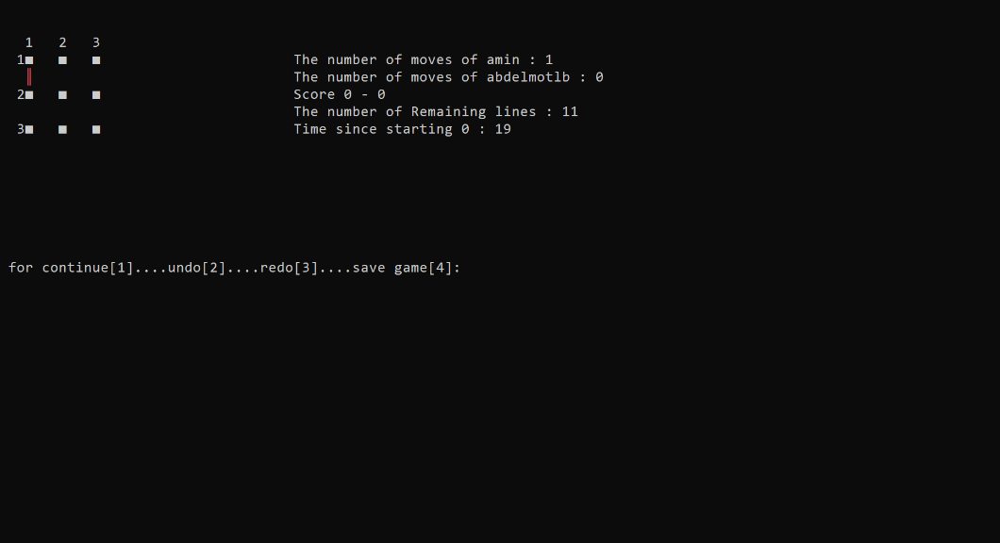 1 2 3
1■ ■ ■ The number of moves of amin : 1
║ The number of moves of abdelmotlb : 0
2■ ■ ■ Score 0 - 0
The number of Remaining lines : 11
3■ ■ ■ Time since starting 0 : 19
for continue[1]....undo[2]....redo[3]....save game[4]: